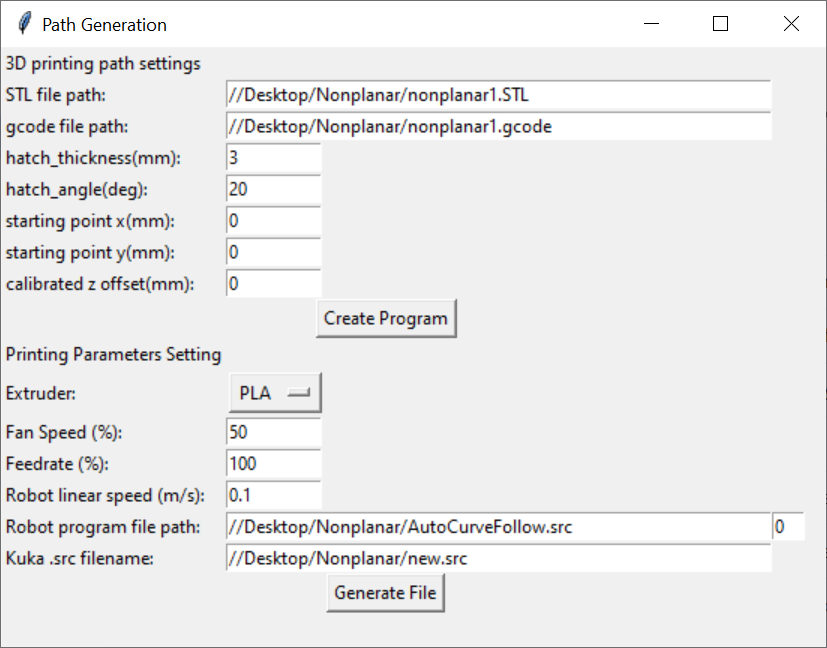 Path Generation
3D printing path settings
STL file path: //Desktop/Nonplanar/nonplanar1.STL
gcode file path: //Desktop/Nonplanar/nonplanar1.gcode
hatch_thickness(mm): 3
hatch_angle(deg): 20
starting point x(mm): 0
starting point y(mm): 0
calibrated z offset(mm): 0
Create Program
Printing Parameters Setting
Extruder: PLA
Fan Speed (%): 50
Feedrate (%): 100
Robot linear speed (m/s): 0.1
Robot program file path: //Desktop/Nonplanar/AutoCurveFollow.src 0
Kuka .src filename: //Desktop/Nonplanar/new.src
Generate File